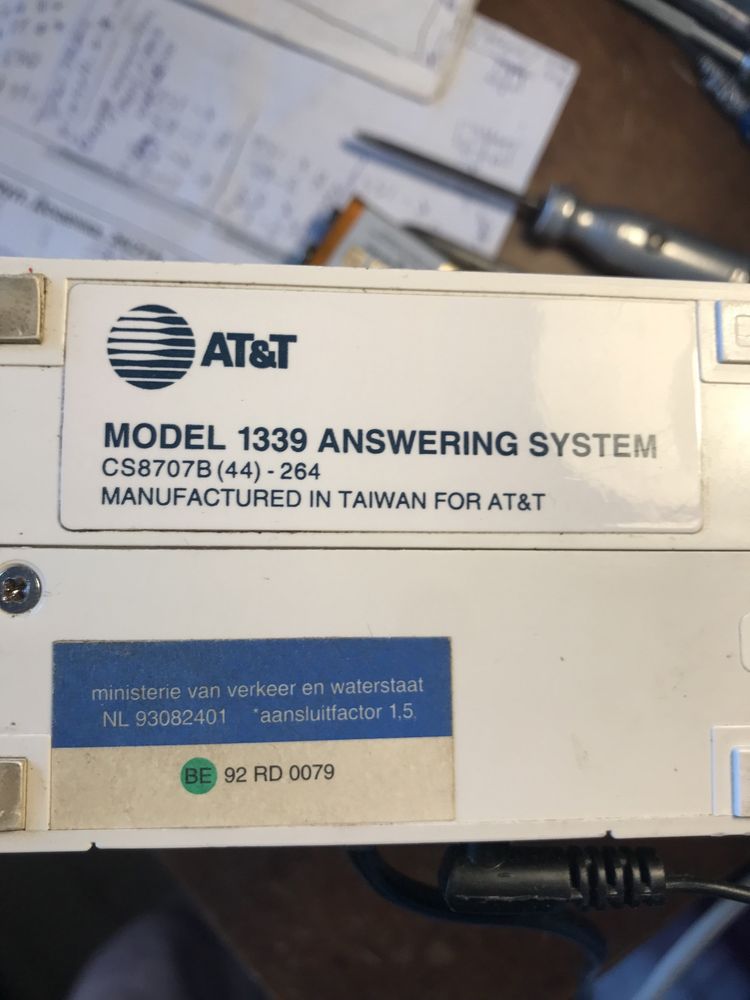 AT&T
MODEL 1339 ANSWERING SYSTEM
CS8707B (44) - 264
MANUFACTURED IN TAIWAN FOR AT&T
ministerie van verkeer en waterstaat
NL 93082401 *aansluitfactor 1,5
BE 92 RD 0079